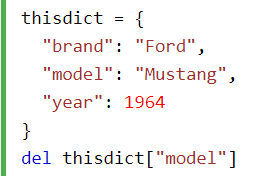 thisdict = {
  "brand": "Ford",
  "model": "Mustang",
  "year": 1964
}
del thisdict["model"]